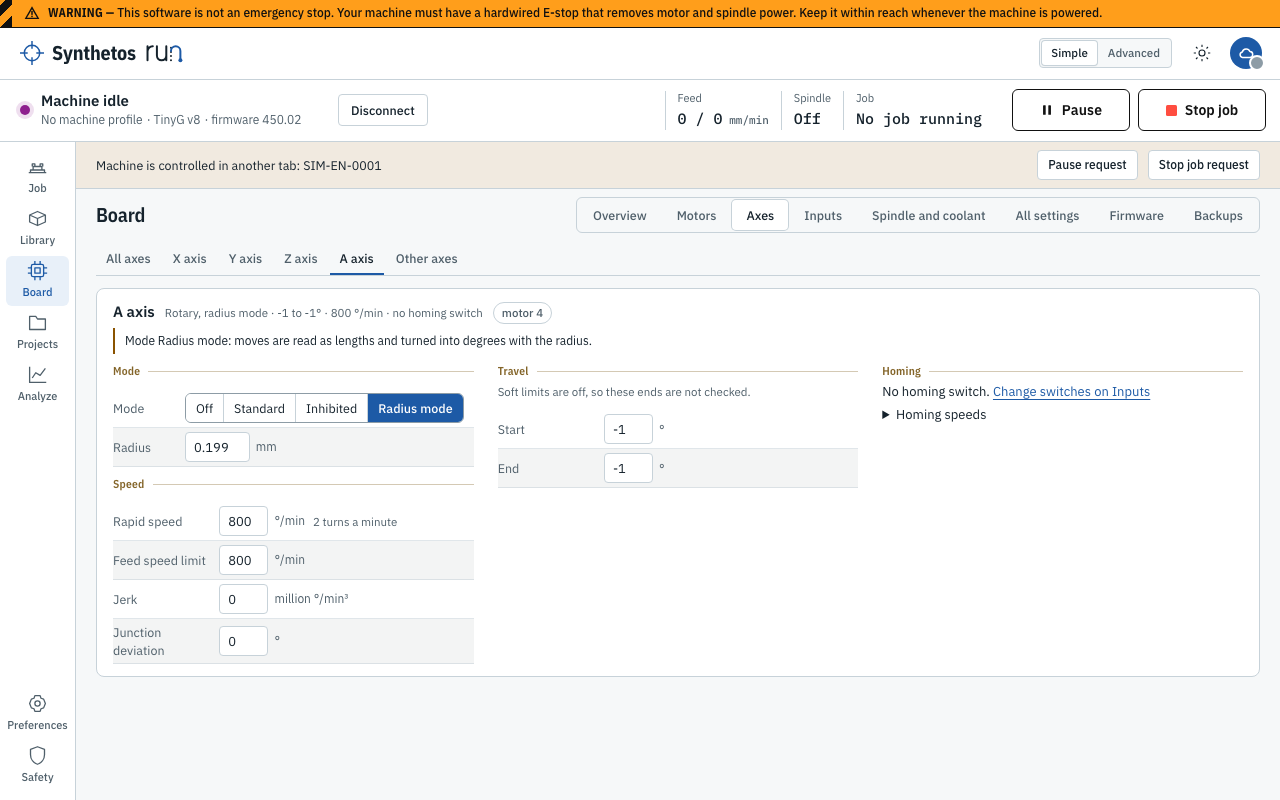 WARNING — This software is not an emergency stop. Your machine must have a hardwired E-stop that removes motor and spindle power. Keep it within reach whenever the machine is powered.
Synthetos run
Simple Advanced
Machine idle
No machine profile · TinyG v8 · firmware 450.02
Disconnect
Feed
0 / 0 mm/min
Spindle
Off
Job
No job running
Pause
Stop job
Machine is controlled in another tab: SIM-EN-0001
Pause request
Stop job request
Job
Library
Board
Projects
Analyze
Preferences
Safety
Board
Overview Motors Axes Inputs Spindle and coolant All settings Firmware Backups
All axes X axis Y axis Z axis A axis Other axes
A axis Rotary, radius mode · -1 to -1° · 800 °/min · no homing switch motor 4
Mode Radius mode: moves are read as lengths and turned into degrees with the radius.
Mode
Mode Off Standard Inhibited Radius mode
Radius 0.199 mm
Speed
Rapid speed 800 °/min 2 turns a minute
Feed speed limit 800 °/min
Jerk 0 million °/min³
Junction deviation 0 °
Travel
Soft limits are off, so these ends are not checked.
Start -1 °
End -1 °
Homing
No homing switch. Change switches on Inputs
Homing speeds